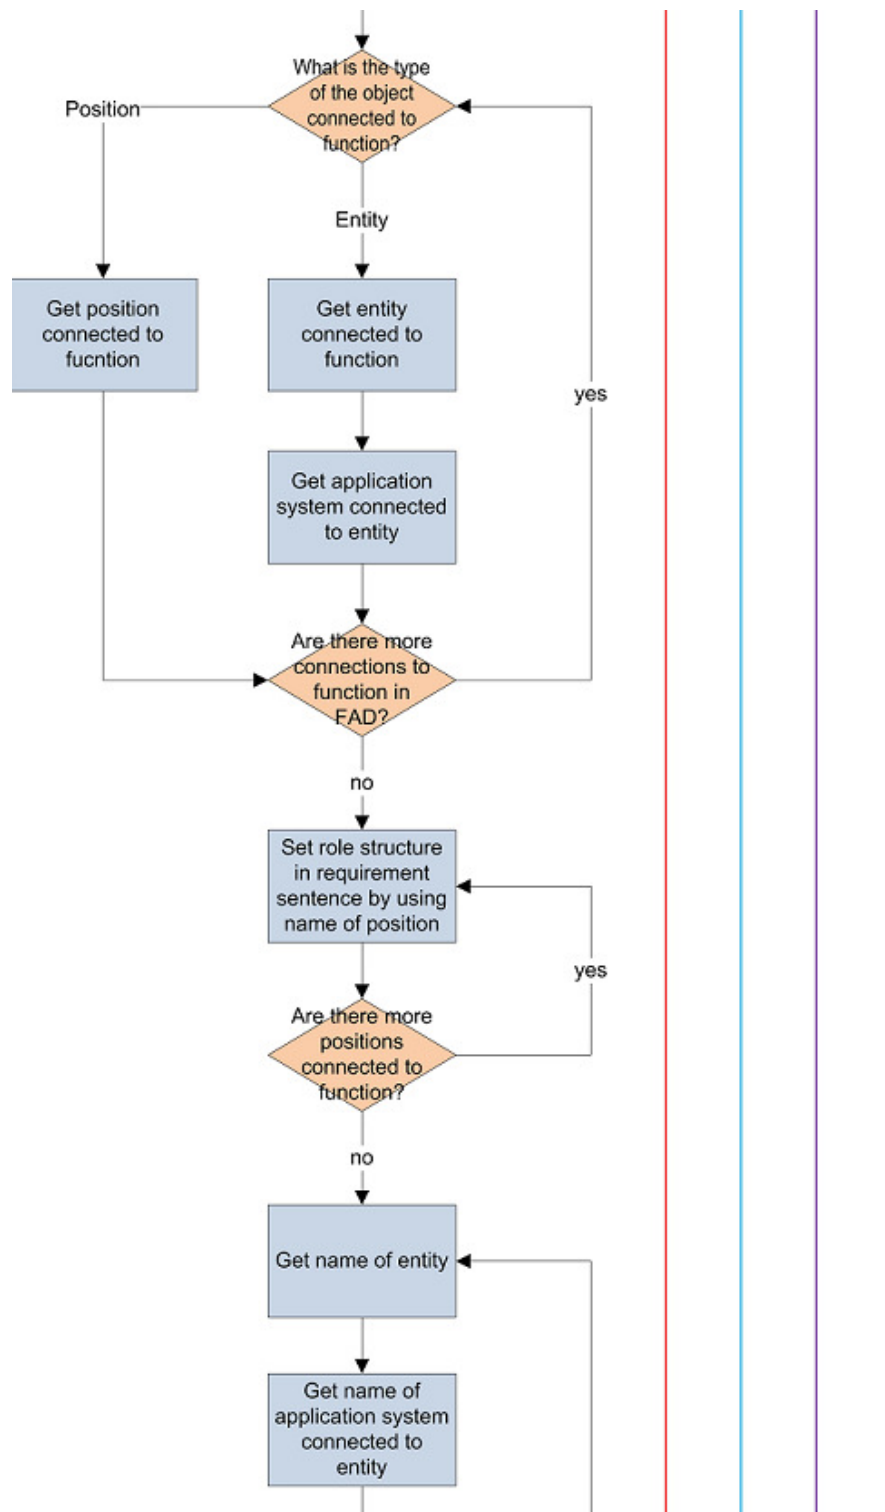 What is the type
of the object
connected to
function?
Position
Entity
Get position
connected to
fucntion
Get entity
connected to
function
yes
Get application
system connected
to entity
Are there more
connections to
function in
FAD?
no
Set role structure
in requirement
sentence by using
name of position
yes
Are there more
positions
connected to
function?
no
Get name of entity
Get name of
application system
connected to
entity